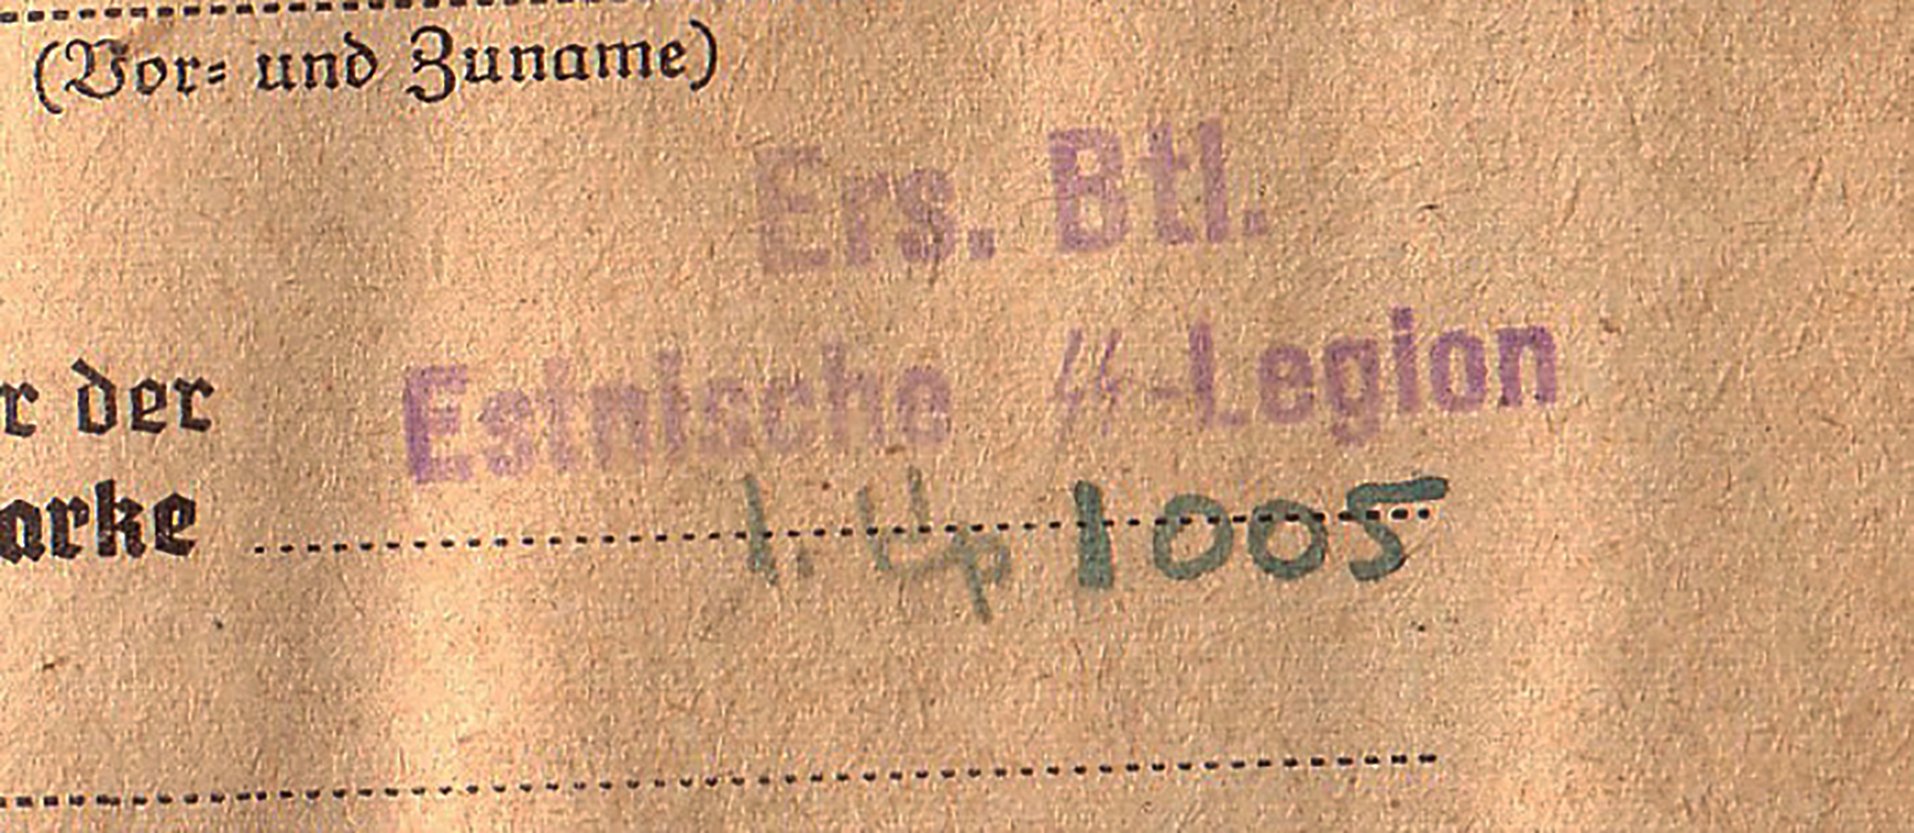 (Vor- und Zuname)
Ers. Btl.
Estnische ᛋᛋ-Legion
r der
arke
1. Kp 1005